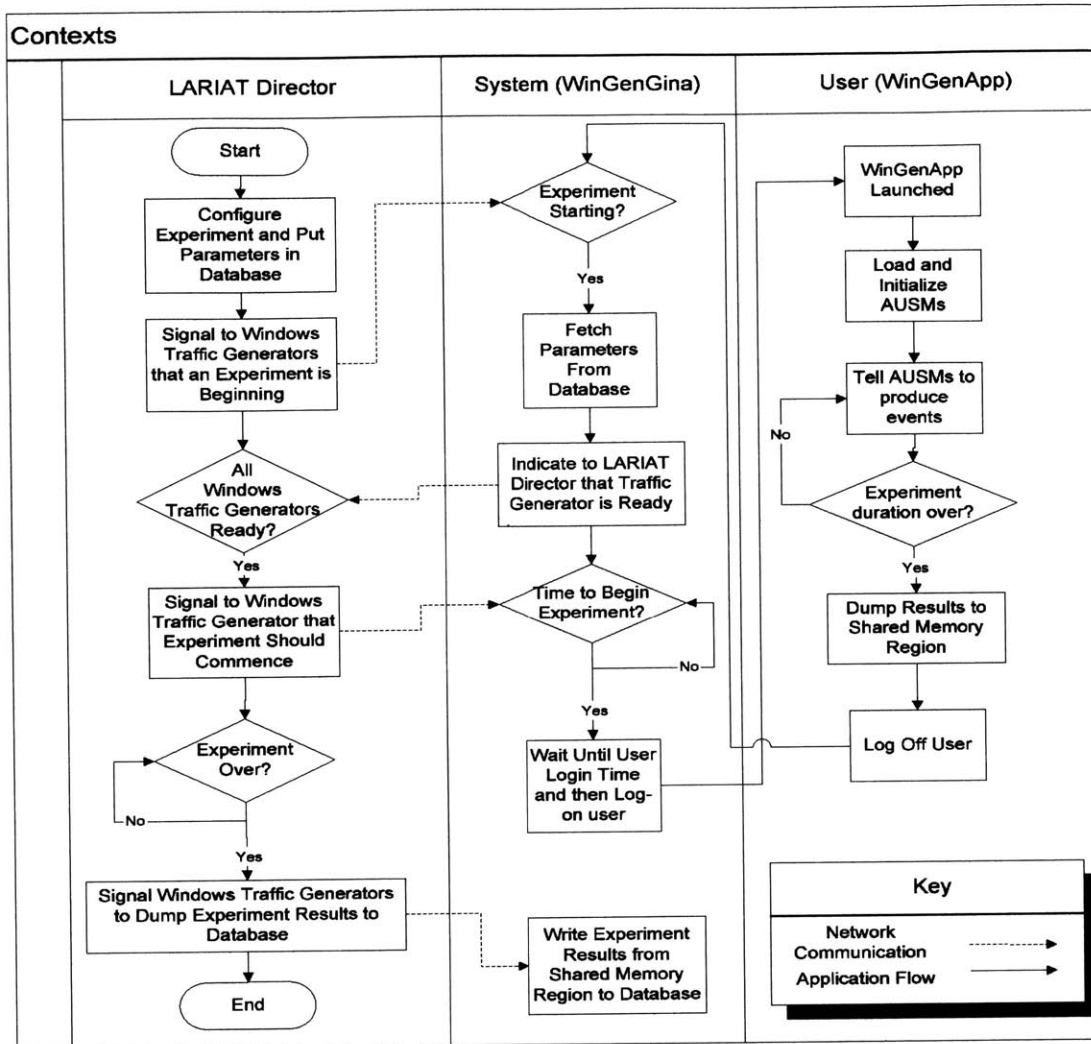 Contexts
LARIAT Director
Start
Configure
Experiment and Put
Parameters in
Database
Signal to Windows
Traffic Generators
that an Experiment is
Beginning
All
Windows
Traffic Generators
Ready?
Yes
Signal to Windows
Traffic Generator that
Experiment Should
Commence
Experiment
Over?
No
Yes
Signal Windows Traffic Generators
to Dump Experiment Results to
Database
End
System (WinGenGina)
Experiment
Starting?
Yes
Fetch
Parameters
From
Database
Indicate to LARIAT
Director that Traffic
Generator is Ready
Time to Begin
Experiment?
No
Yes
Wait Until User
Login Time
and then Log-
on user
Write Experiment
Results from
Shared Memory
Region to Database
User (WinGenApp)
WinGenApp
Launched
Load and
Initialize
AUSMs
Tell AUSMs to
produce
events
No
Experiment
duration over?
Yes
Dump Results to
Shared Memory
Region
Log Off User
Key
Network
Communication
Application Flow